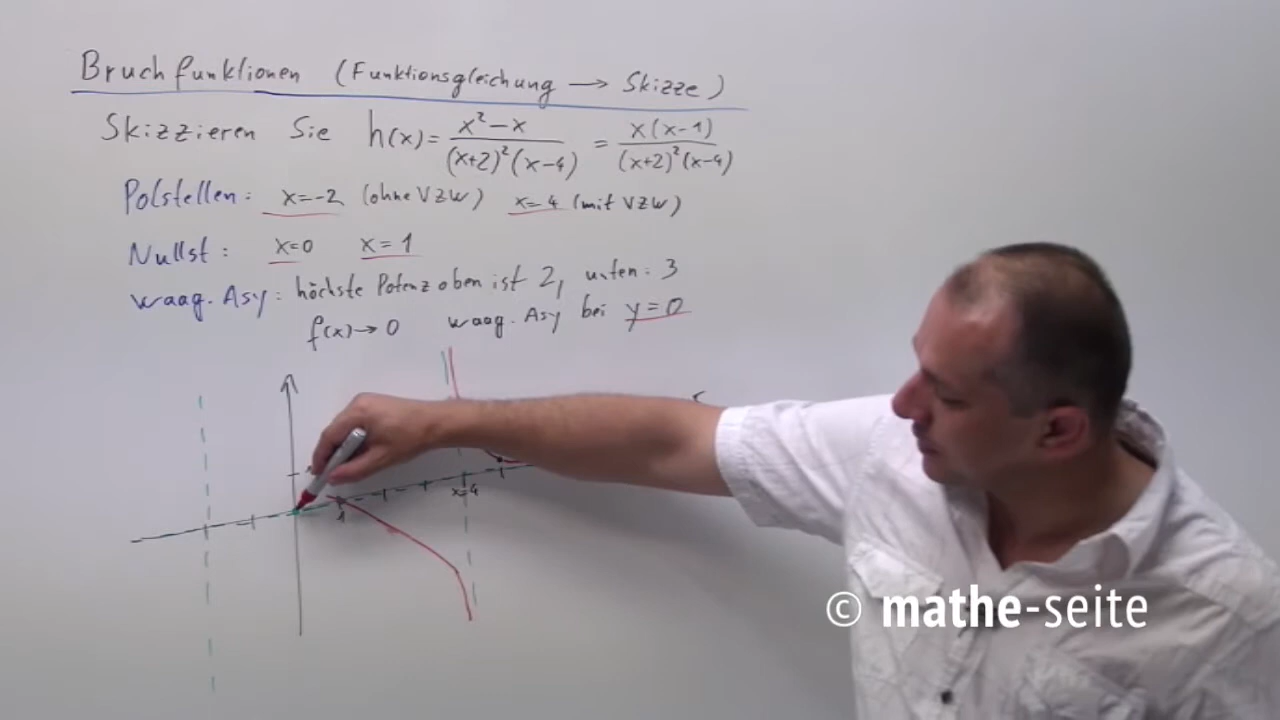 Bruchfunktionen (Funktionsgleichung → Skizze)
Skizzieren Sie h(x) = (x² − x)/((x+2)²(x−4)) = (x(x−1))/((x+2)²(x−4))
Polstellen: x=−2 (ohne VZW) x=4 (mit VZW)
Nullst: x=0 x=1
waag. Asy: höchste Potenz oben ist 2, unten: 3
f(x)→0 waag. Asy bei y=0
x=4
1
© mathe-seite